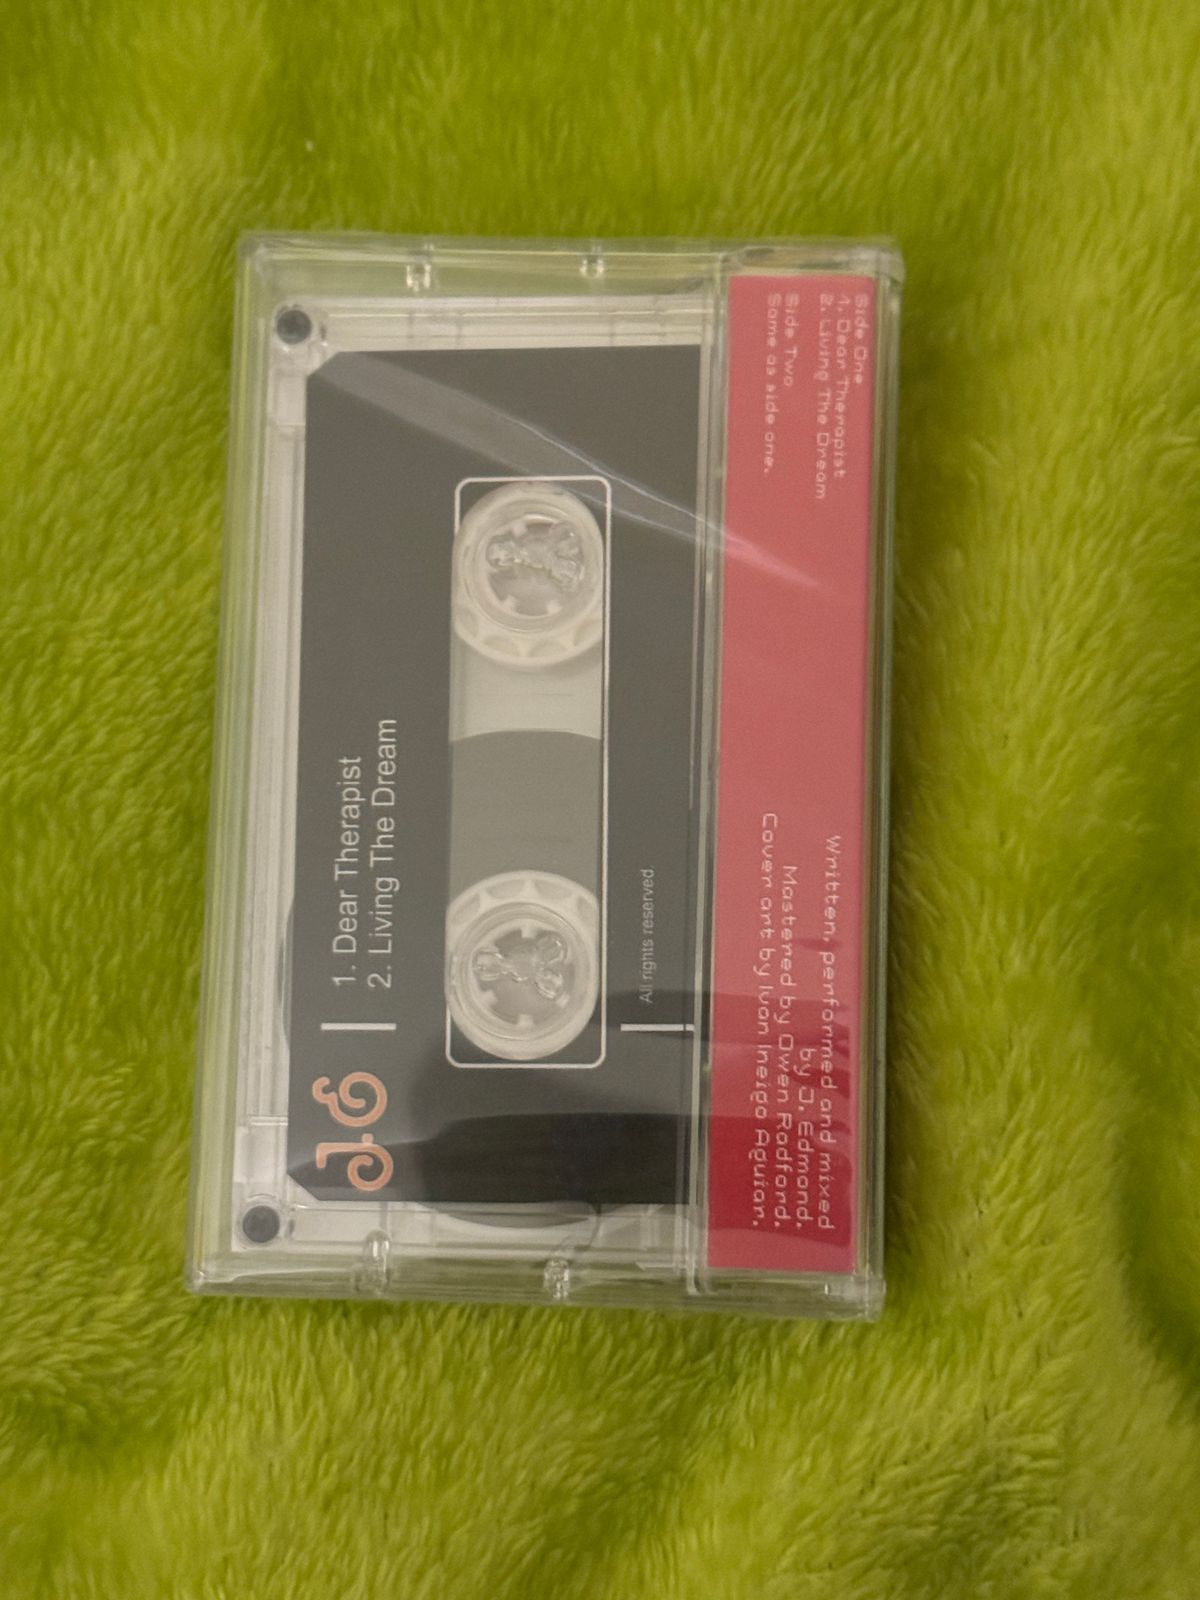 J.E
1. Dear Therapist
2. Living The Dream
All rights reserved.
Side One
1. Dear Therapist
2. Living The Dream
Side Two
Same as side one.
Written, performed and mixed
by J. Edmond.
Mastered by Owen Radford.
Cover art by Ivan Ineigo Aguiar.